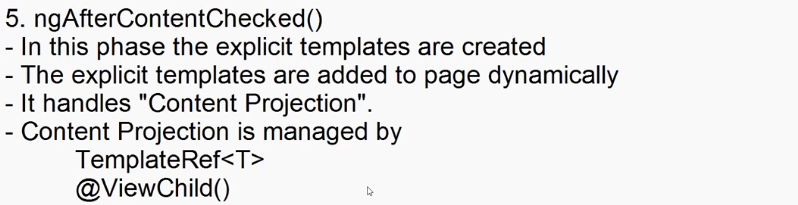 5. ngAfterContentChecked()
- In this phase the explicit templates are created
- The explicit templates are added to page dynamically
- It handles "Content Projection".
- Content Projection is managed by
TemplateRef<T>
@ViewChild()